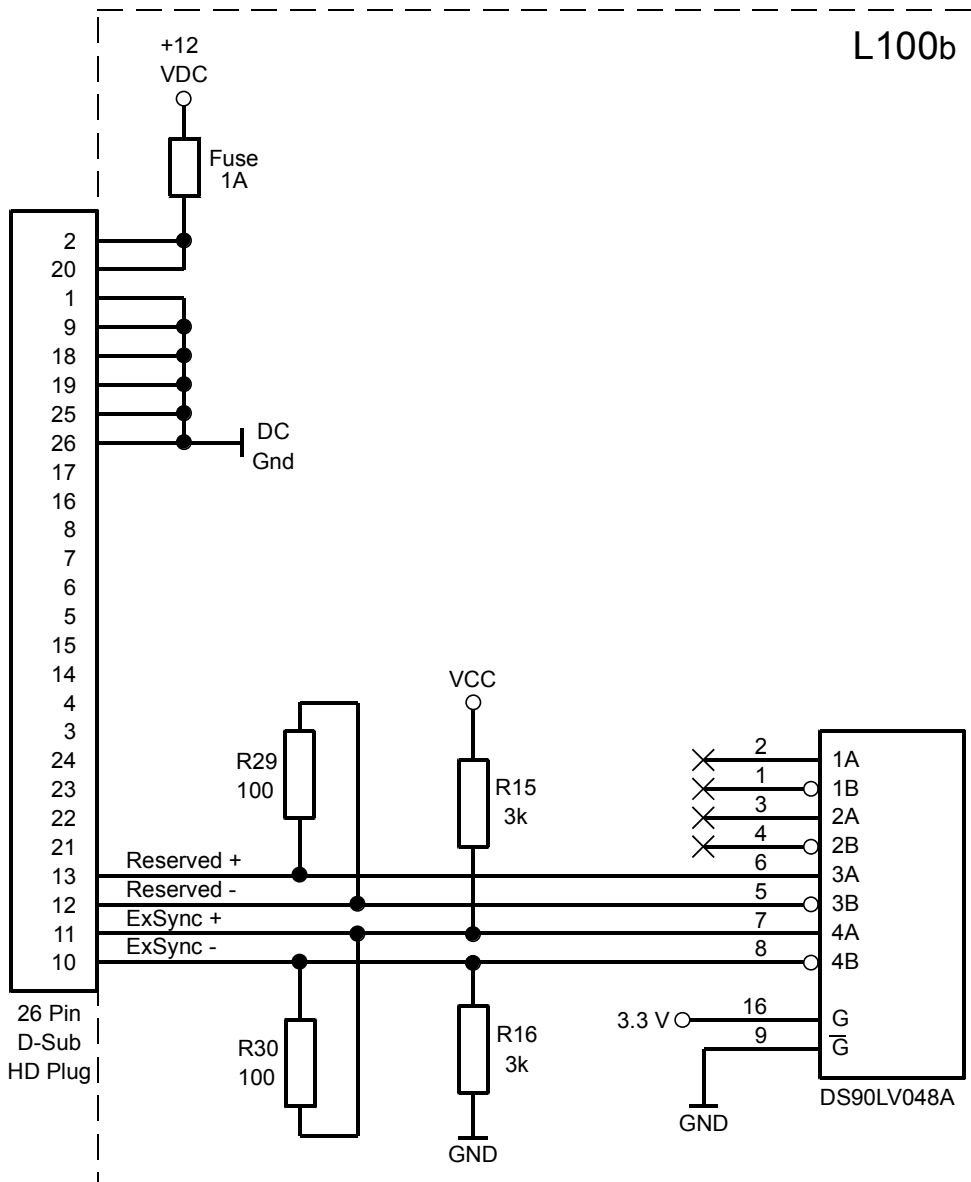 L100b
+12
VDC
Fuse
1A
2
20
1
9
18
19
25
26
17
16
8
7
6
5
15
14
4
3
24
23
22
21
13
12
11
10
DC
Gnd
26 Pin
D-Sub
HD Plug
Reserved +
Reserved -
ExSync +
ExSync -
R29
100
R30
100
VCC
R15
3k
R16
3k
GND
2
1
3
4
6
5
7
8
16
9
3.3 V
GND
1A
1B
2A
2B
3A
3B
4A
4B
G
G̅
DS90LV048A